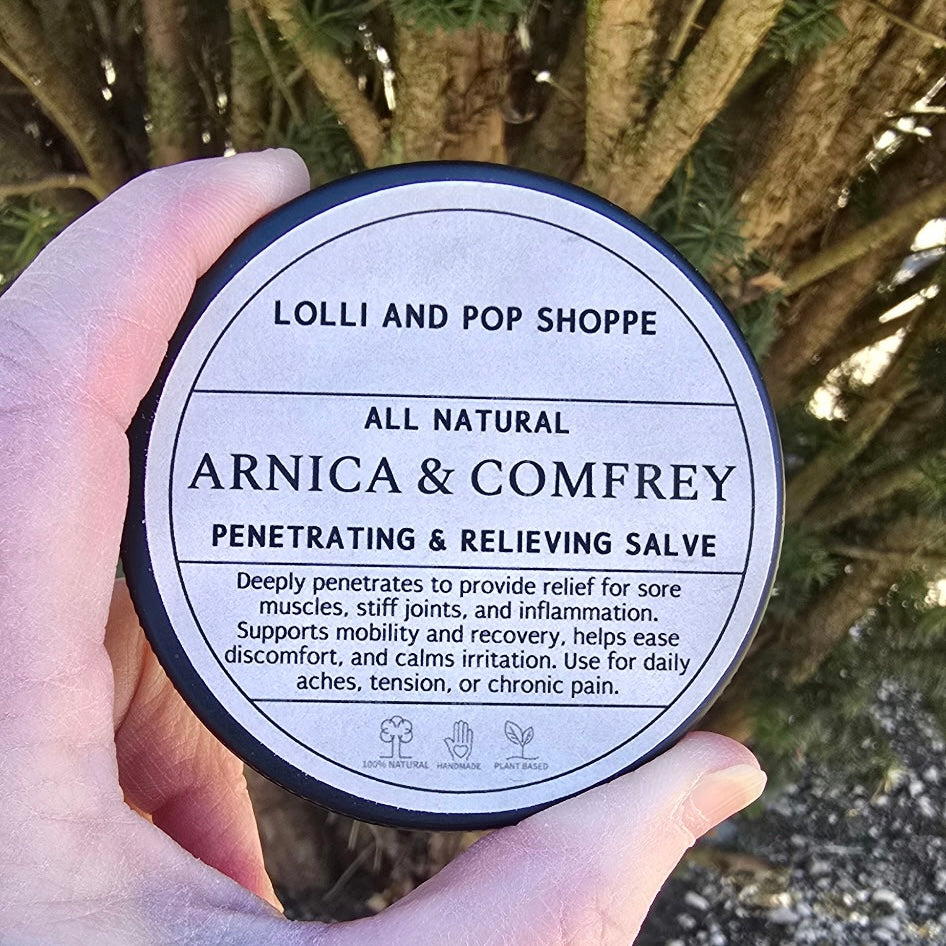 LOLLI AND POP SHOPPE
ALL NATURAL
ARNICA & COMFREY
PENETRATING & RELIEVING SALVE
Deeply penetrates to provide relief for sore
muscles, stiff joints, and inflammation.
Supports mobility and recovery, helps ease
discomfort, and calms irritation. Use for daily
aches, tension, or chronic pain.
100% NATURAL HANDMADE PLANT BASED